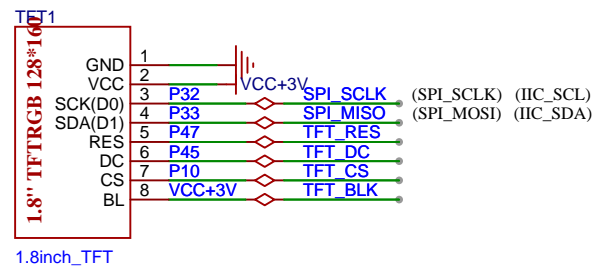 TFT1
1.8" TFTRGB 128*160
GND 1
VCC 2 VCC+3V
SCK(D0) 3 P32 SPI_SCLK (SPI_SCLK) (IIC_SCL)
SDA(D1) 4 P33 SPI_MISO (SPI_MOSI) (IIC_SDA)
RES 5 P47 TFT_RES
DC 6 P45 TFT_DC
CS 7 P10 TFT_CS
BL 8 VCC+3V TFT_BLK
1.8inch_TFT